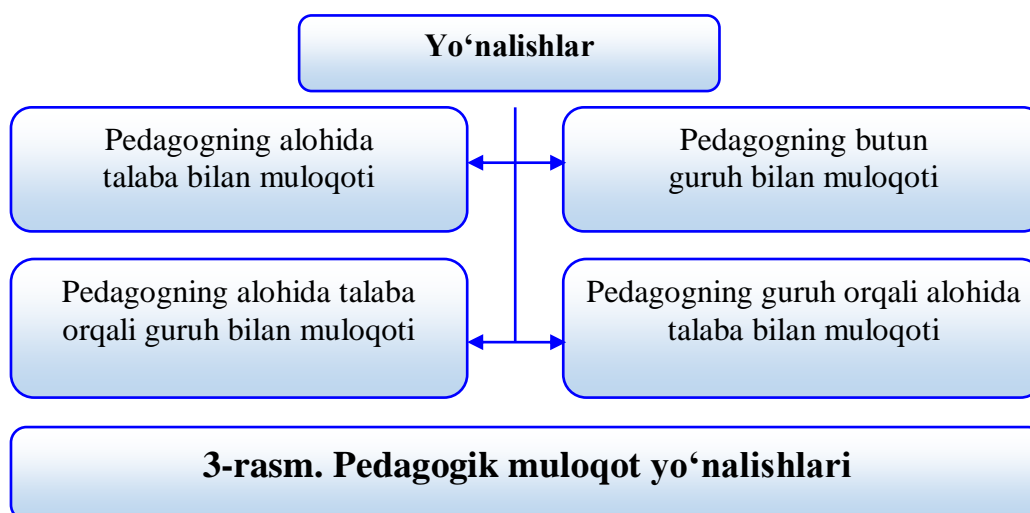 Yo‘nalishlar
Pedagogning alohida
talaba bilan muloqoti
Pedagogning butun
guruh bilan muloqoti
Pedagogning alohida talaba
orqali guruh bilan muloqoti
Pedagogning guruh orqali alohida
talaba bilan muloqoti
3-rasm. Pedagogik muloqot yo‘nalishlari